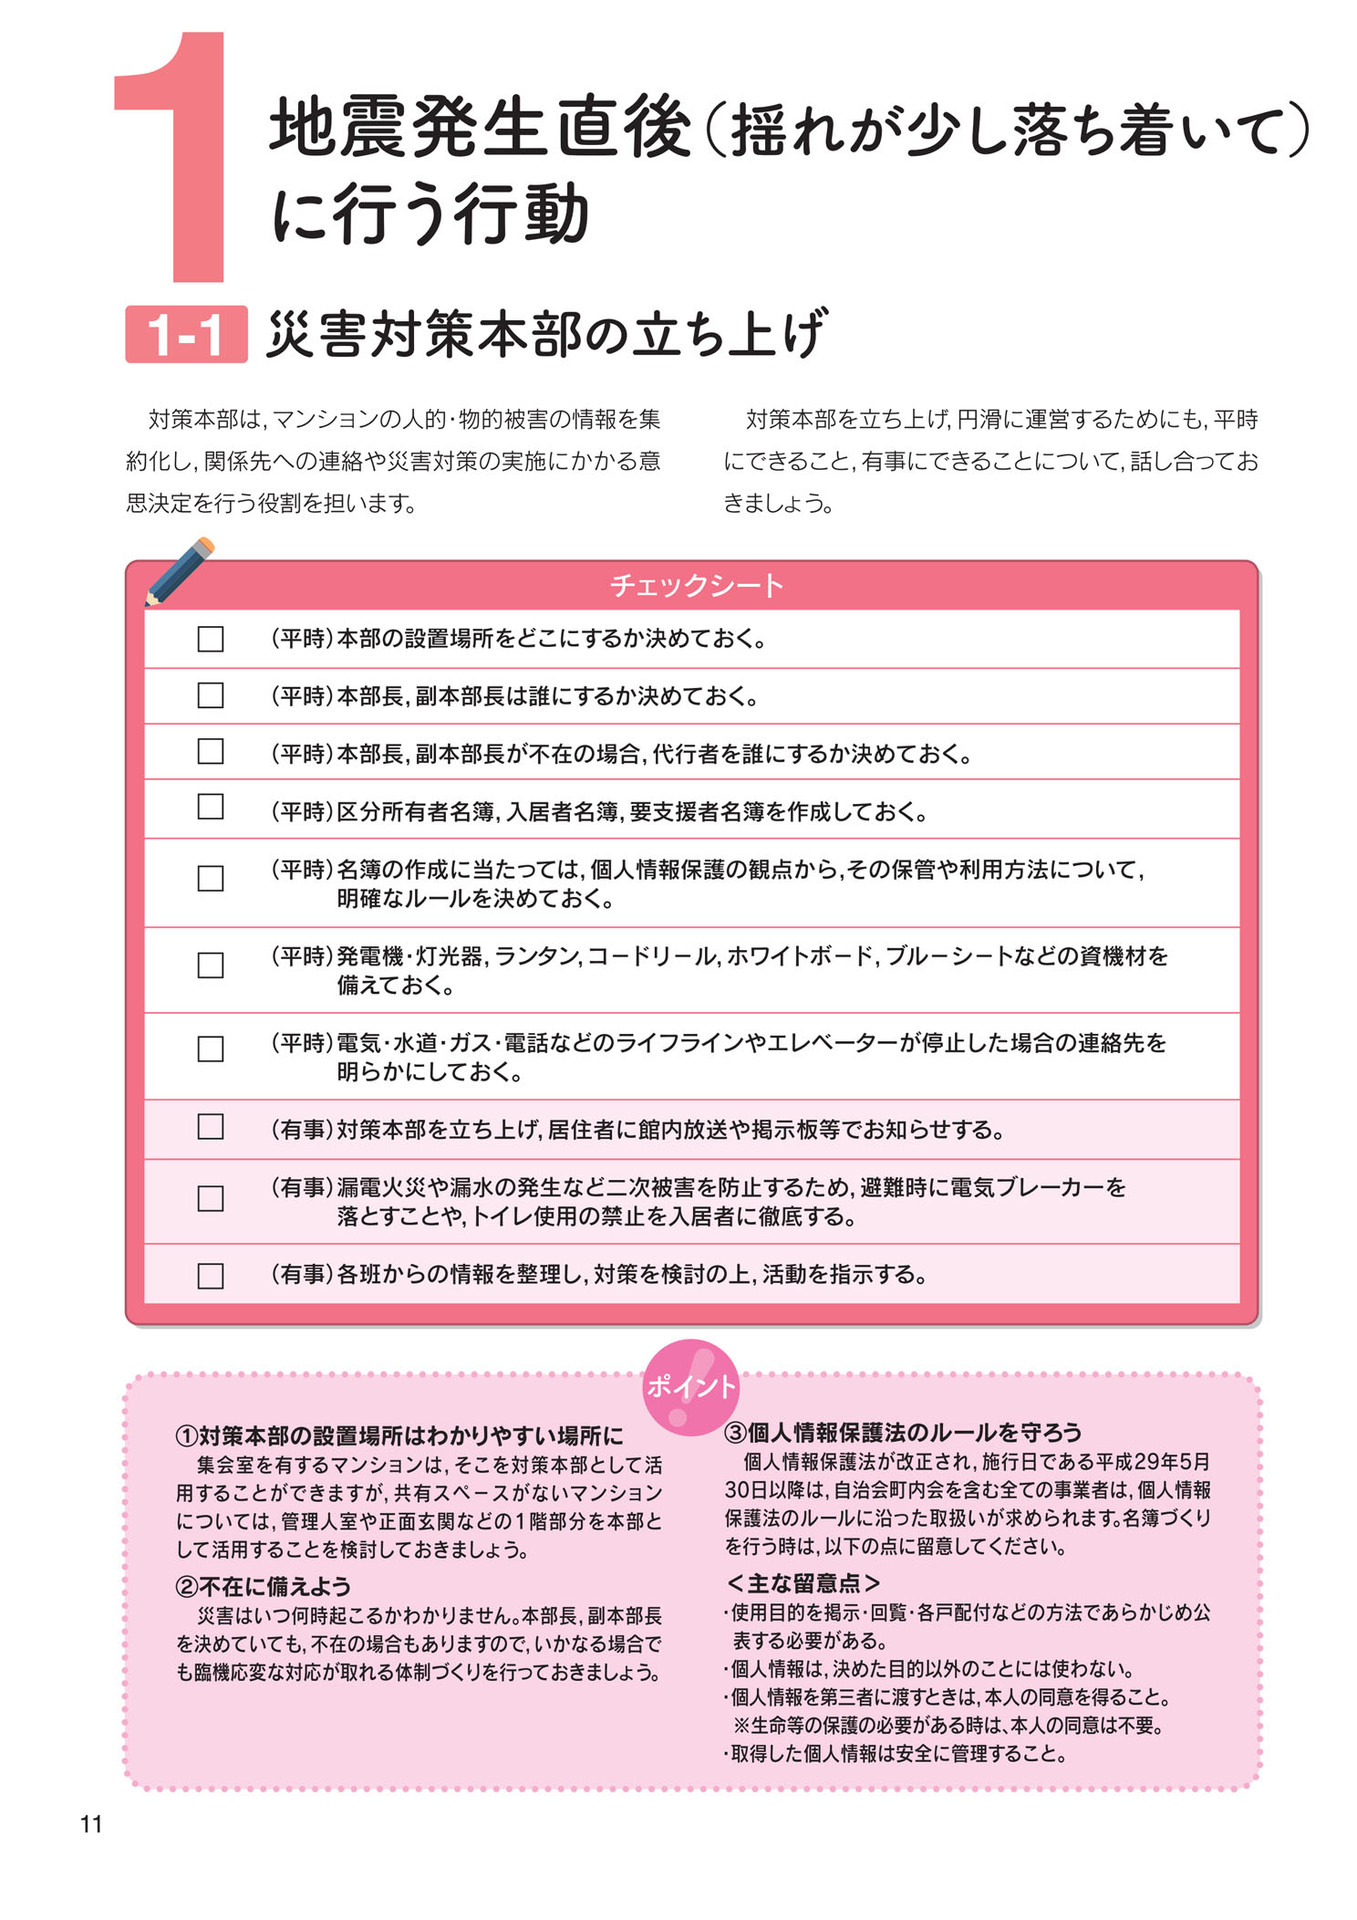 1
地震発生直後（揺れが少し落ち着いて）
に行う行動
1-1 災害対策本部の立ち上げ
対策本部は，マンションの人的・物的被害の情報を集
約化し，関係先への連絡や災害対策の実施にかかる意
思決定を行う役割を担います。
対策本部を立ち上げ，円滑に運営するためにも，平時
にできること，有事にできることについて，話し合ってお
きましょう。
チェックシート
□ （平時）本部の設置場所をどこにするか決めておく。
□ （平時）本部長，副本部長は誰にするか決めておく。
□ （平時）本部長，副本部長が不在の場合，代行者を誰にするか決めておく。
□ （平時）区分所有者名簿，入居者名簿，要支援者名簿を作成しておく。
□ （平時）名簿の作成に当たっては，個人情報保護の観点から，その保管や利用方法について，
明確なルールを決めておく。
□ （平時）発電機・灯光器，ランタン，コードリール，ホワイトボード，ブルーシートなどの資機材を
備えておく。
□ （平時）電気・水道・ガス・電話などのライフラインやエレベーターが停止した場合の連絡先を
明らかにしておく。
□ （有事）対策本部を立ち上げ，居住者に館内放送や掲示板等でお知らせする。
□ （有事）漏電火災や漏水の発生など二次被害を防止するため，避難時に電気ブレーカーを
落とすことや，トイレ使用の禁止を入居者に徹底する。
□ （有事）各班からの情報を整理し，対策を検討の上，活動を指示する。
ポイント
①対策本部の設置場所はわかりやすい場所に
集会室を有するマンションは，そこを対策本部として活
用することができますが，共有スペースがないマンション
については，管理人室や正面玄関などの1階部分を本部と
して活用することを検討しておきましょう。
②不在に備えよう
災害はいつ何時起こるかわかりません。本部長，副本部長
を決めていても，不在の場合もありますので，いかなる場合で
も臨機応変な対応が取れる体制づくりを行っておきましょう。
③個人情報保護法のルールを守ろう
個人情報保護法が改正され，施行日である平成29年5月
30日以降は，自治会町内会を含む全ての事業者は，個人情報
保護法のルールに沿った取扱いが求められます。名簿づくり
を行う時は，以下の点に留意してください。
＜主な留意点＞
・使用目的を掲示・回覧・各戸配付などの方法であらかじめ公
表する必要がある。
・個人情報は，決めた目的以外のことには使わない。
・個人情報を第三者に渡すときは，本人の同意を得ること。
※生命等の保護の必要がある時は、本人の同意は不要。
・取得した個人情報は安全に管理すること。
11